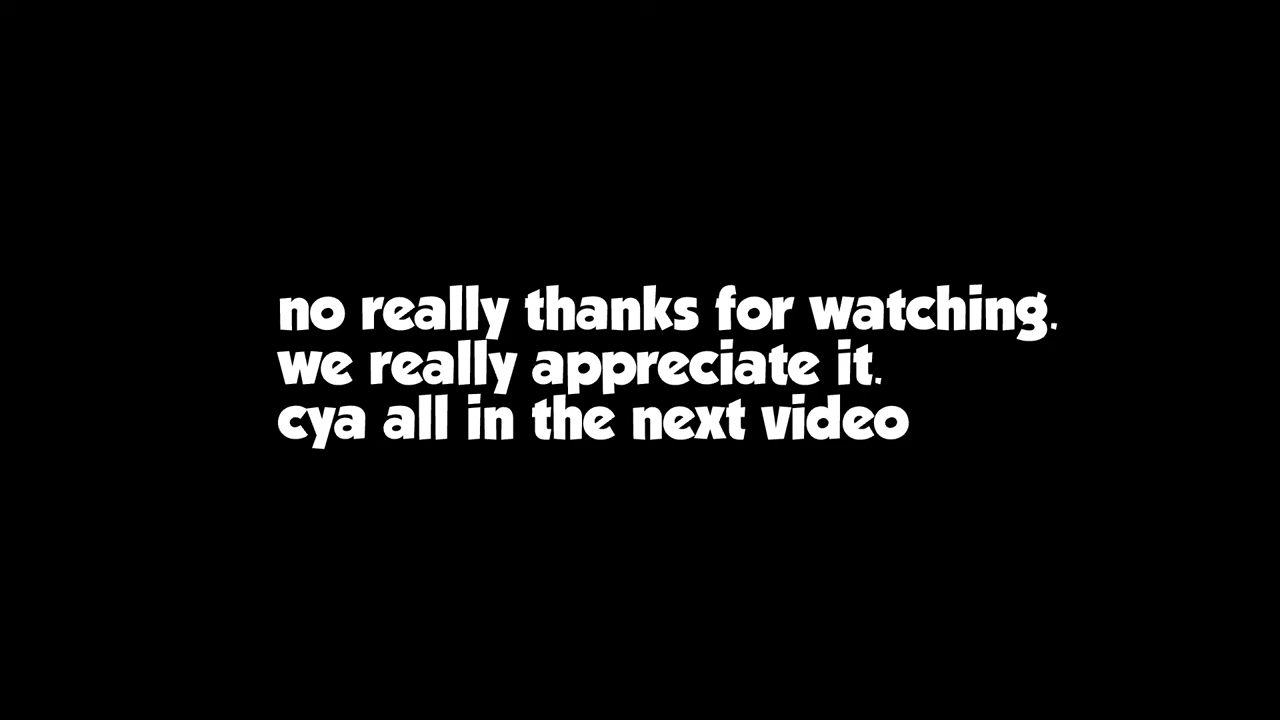 no really thanks for watching.
we really appreciate it.
cya all in the next video